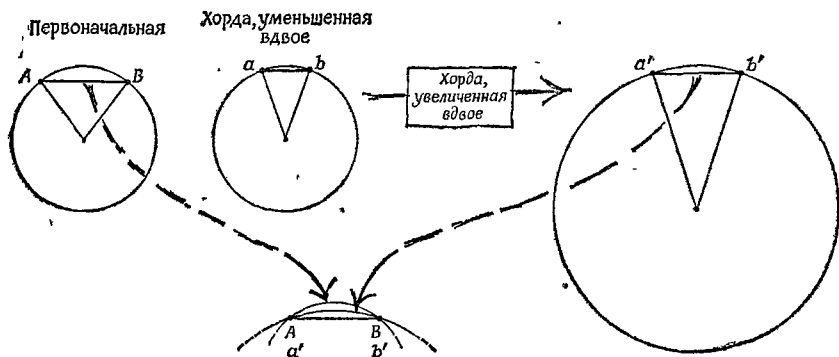 Первоначальная
A
B
Хорда, уменьшенная
вдвое
a
b
Хорда,
увеличенная
вдвое
a'
b'
A
B
a'
b'